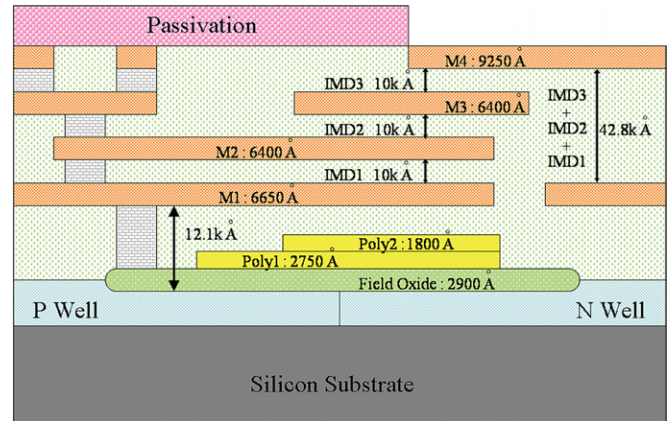 Passivation
M4 : 9250 Å
IMD3 10k Å
M3 : 6400 Å
IMD3
+
IMD2
+
IMD1
42.8k Å
IMD2 10k Å
M2 : 6400 Å
IMD1 10k Å
M1 : 6650 Å
12.1k Å
Poly2 : 1800 Å
Poly1 : 2750 Å
Field Oxide : 2900 Å
P Well
N Well
Silicon Substrate